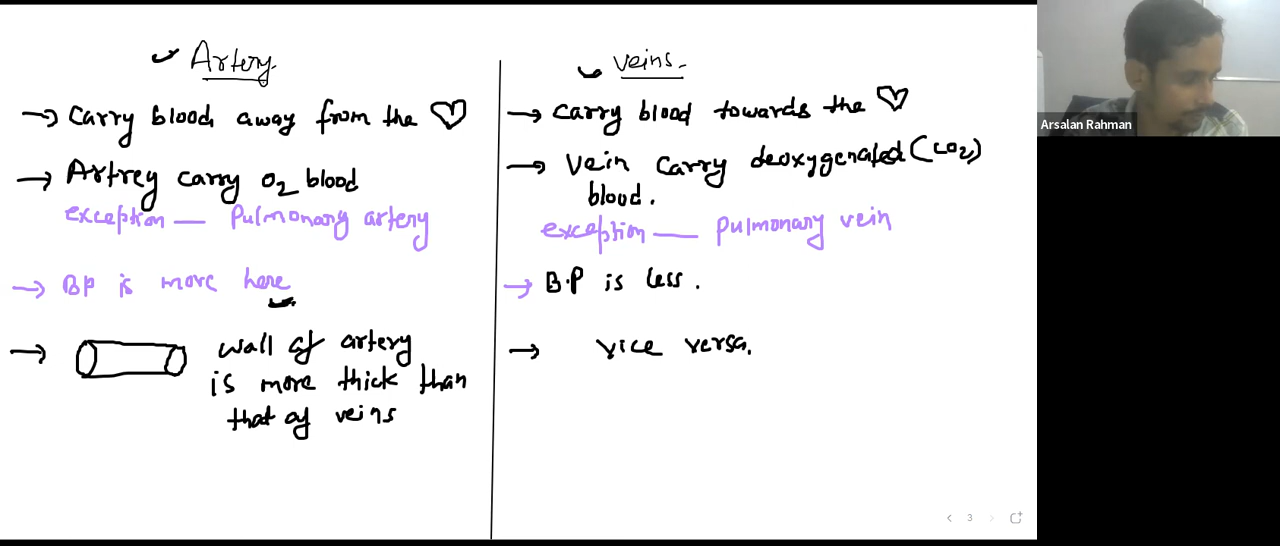 Artery
→ Carry blood away from the ♡
→ Artrey carry O2 blood
exception — Pulmonary artery
→ BP is more here
→ wall of artery
is more thick than
that of veins
veins
→ Carry blood towards the ♡
→ Vein carry deoxygenated (CO2)
blood.
exception — pulmonary vein
→ B.P is less.
→ vice versa.
Arsalan Rahman
3